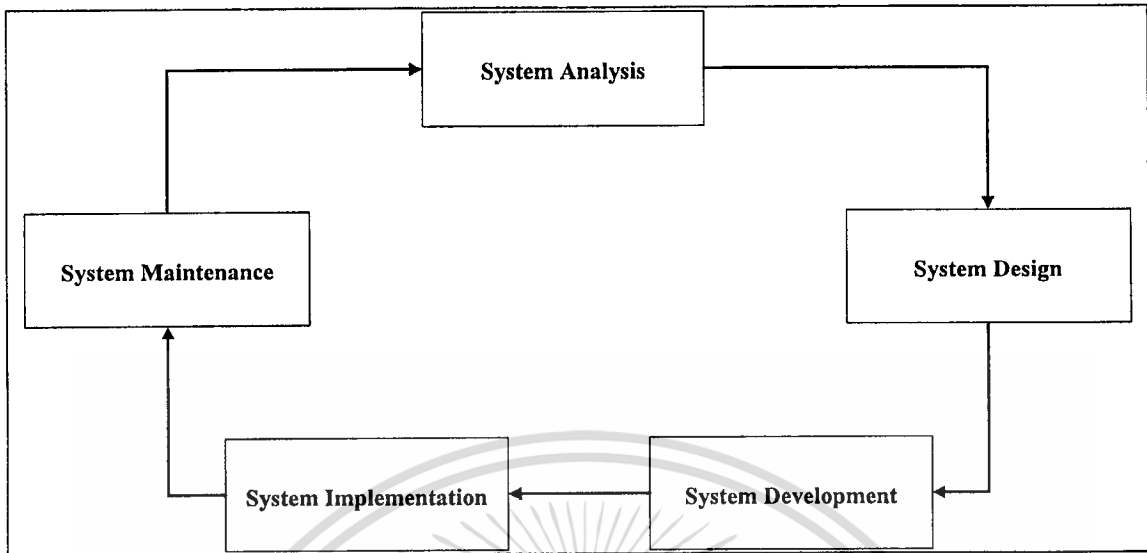 System Analysis
System Maintenance
System Design
System Implementation
System Development